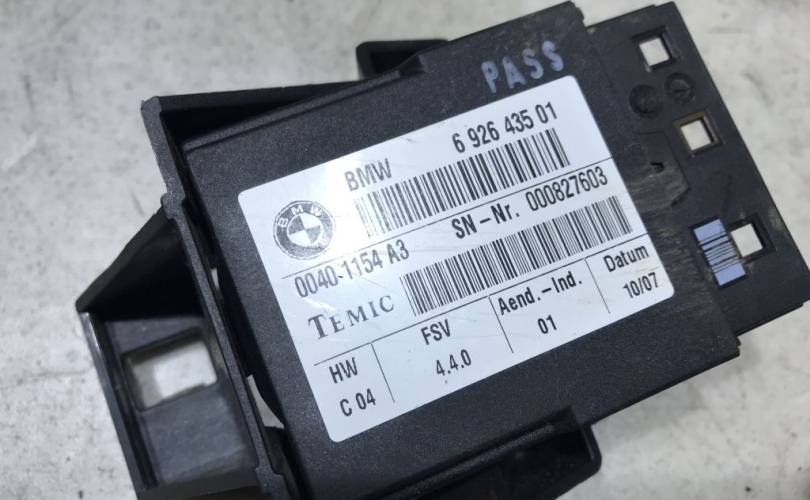 PASS
BMW 6 926 435 01
BMW
SN-Nr. 000827603
0040-1154 A3
TEMIC
HW FSV Aend.-Ind. Datum
C 04 4.4.0 01 10/07